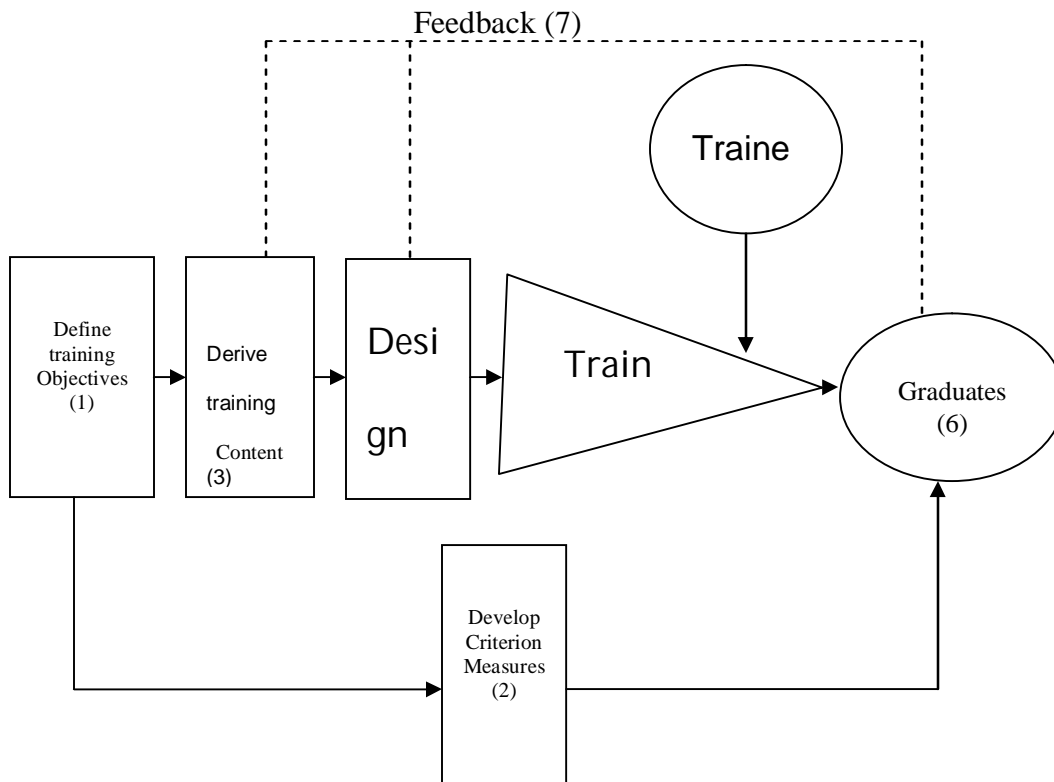 Feedback (7)
Traine
Define
training
Objectives
(1)
Derive
training
Content
(3)
Desi
gn
Train
Graduates
(6)
Develop
Criterion
Measures
(2)